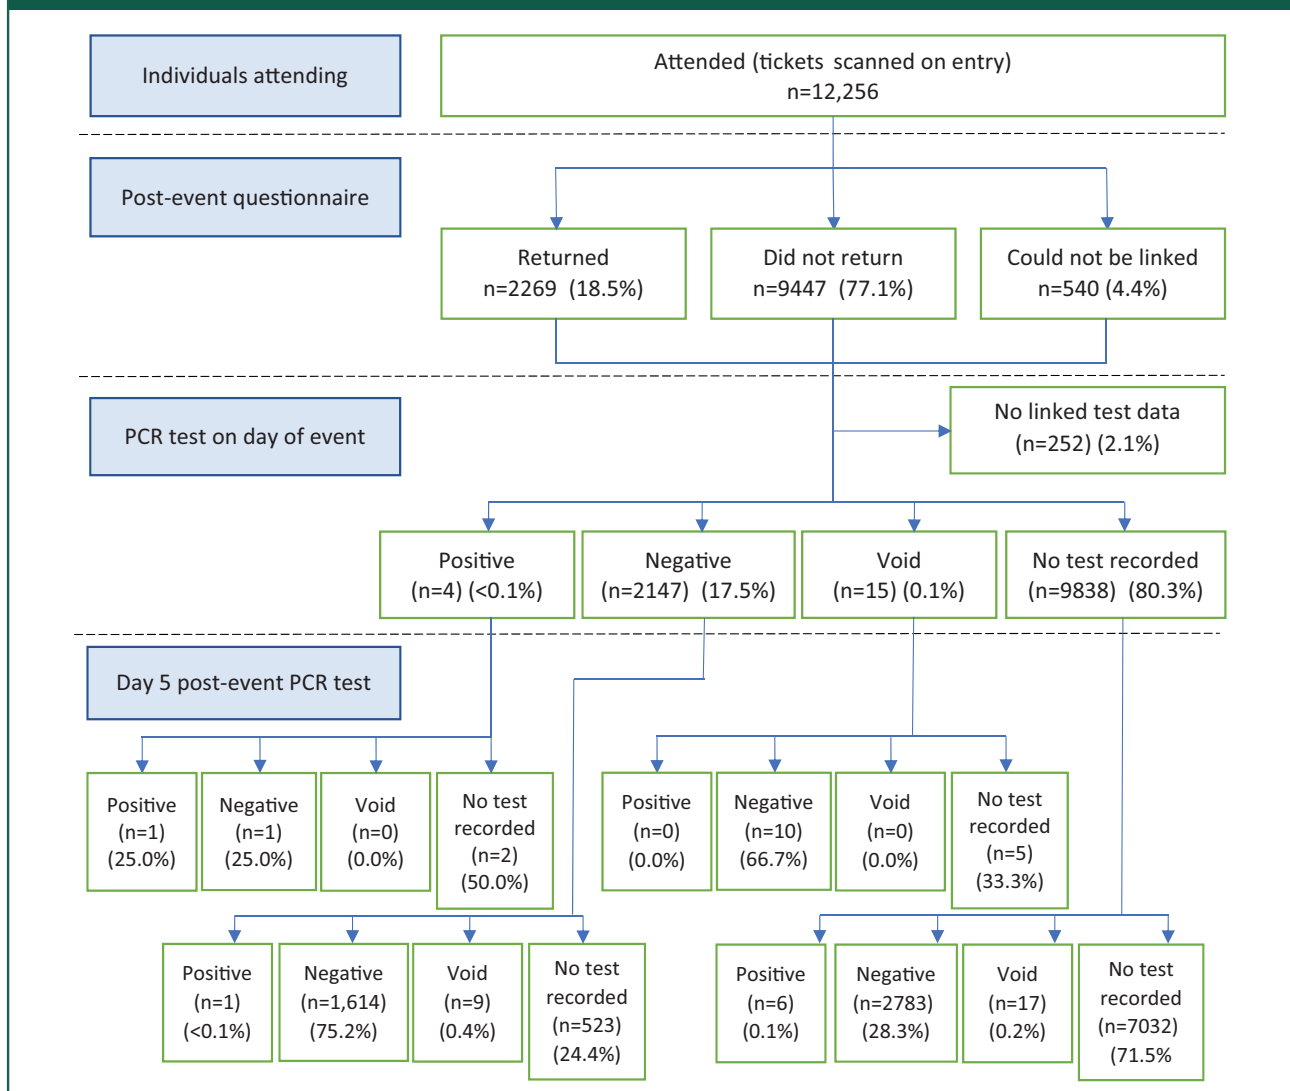 Individuals attending
Attended (tickets scanned on entry)
n=12,256
Post-event questionnaire
Returned
n=2269 (18.5%)
Did not return
n=9447 (77.1%)
Could not be linked
n=540 (4.4%)
PCR test on day of event
No linked test data
(n=252) (2.1%)
Positive
(n=4) (<0.1%)
Negative
(n=2147) (17.5%)
Void
(n=15) (0.1%)
No test recorded
(n=9838) (80.3%)
Day 5 post-event PCR test
Positive
(n=1)
(25.0%)
Negative
(n=1)
(25.0%)
Void
(n=0)
(0.0%)
No test
recorded
(n=2)
(50.0%)
Positive
(n=0)
(0.0%)
Negative
(n=10)
(66.7%)
Void
(n=0)
(0.0%)
No test
recorded
(n=5)
(33.3%)
Positive
(n=1)
(<0.1%)
Negative
(n=1,614)
(75.2%)
Void
(n=9)
(0.4%)
No test
recorded
(n=523)
(24.4%)
Positive
(n=6)
(0.1%)
Negative
(n=2783)
(28.3%)
Void
(n=17)
(0.2%)
No test
recorded
(n=7032)
(71.5%